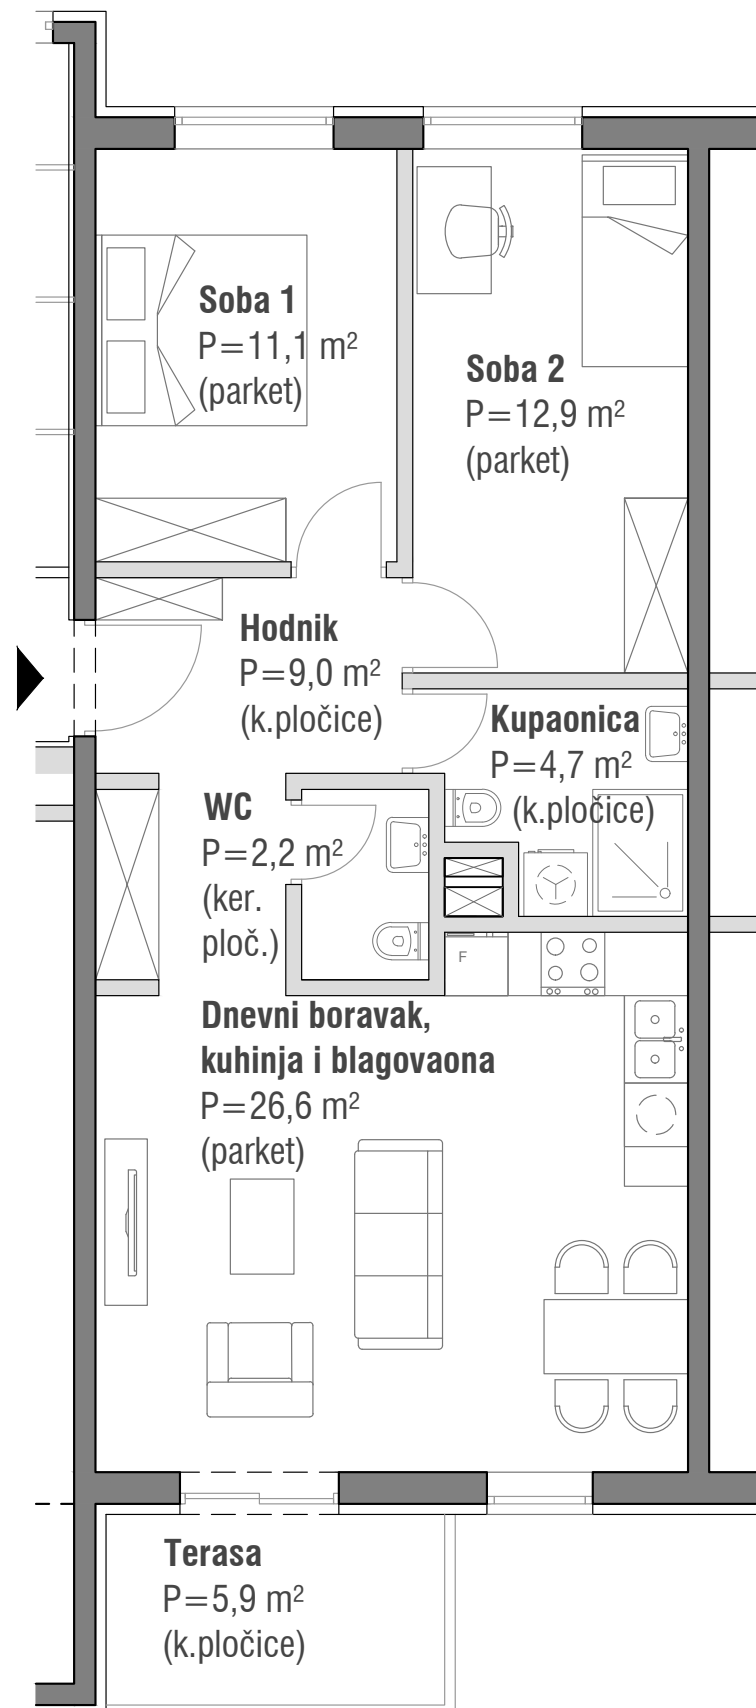 Soba 1
P=11,1 m²
(parket)
Soba 2
P=12,9 m²
(parket)
Hodnik
P=9,0 m²
(k.pločice)
Kupaonica
P=4,7 m²
(k.pločice)
WC
P=2,2 m²
(ker.
ploč.)
F
Dnevni boravak,
kuhinja i blagovaona
P=26,6 m²
(parket)
Terasa
P=5,9 m²
(k.pločice)